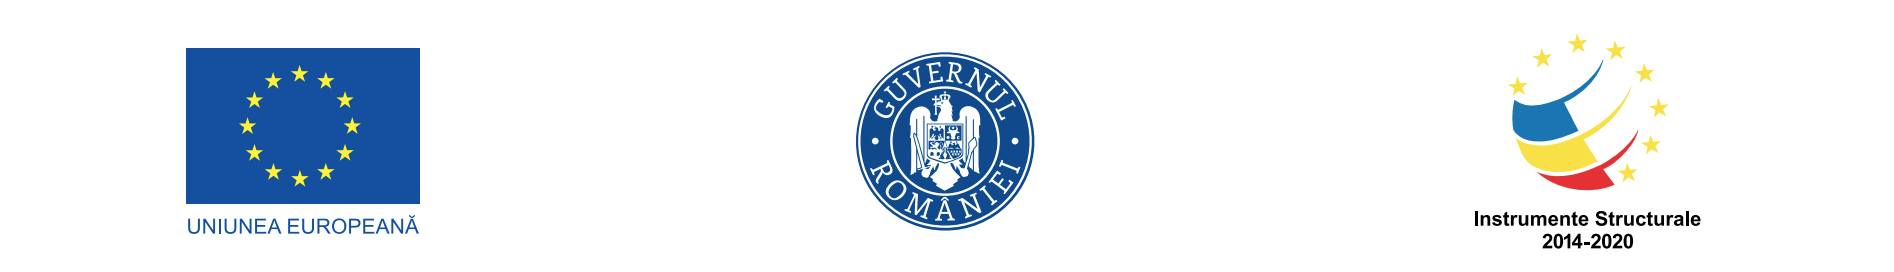 UNIUNEA EUROPEANĂ
GUVERNUL
ROMÂNIEI
Instrumente Structurale
2014-2020